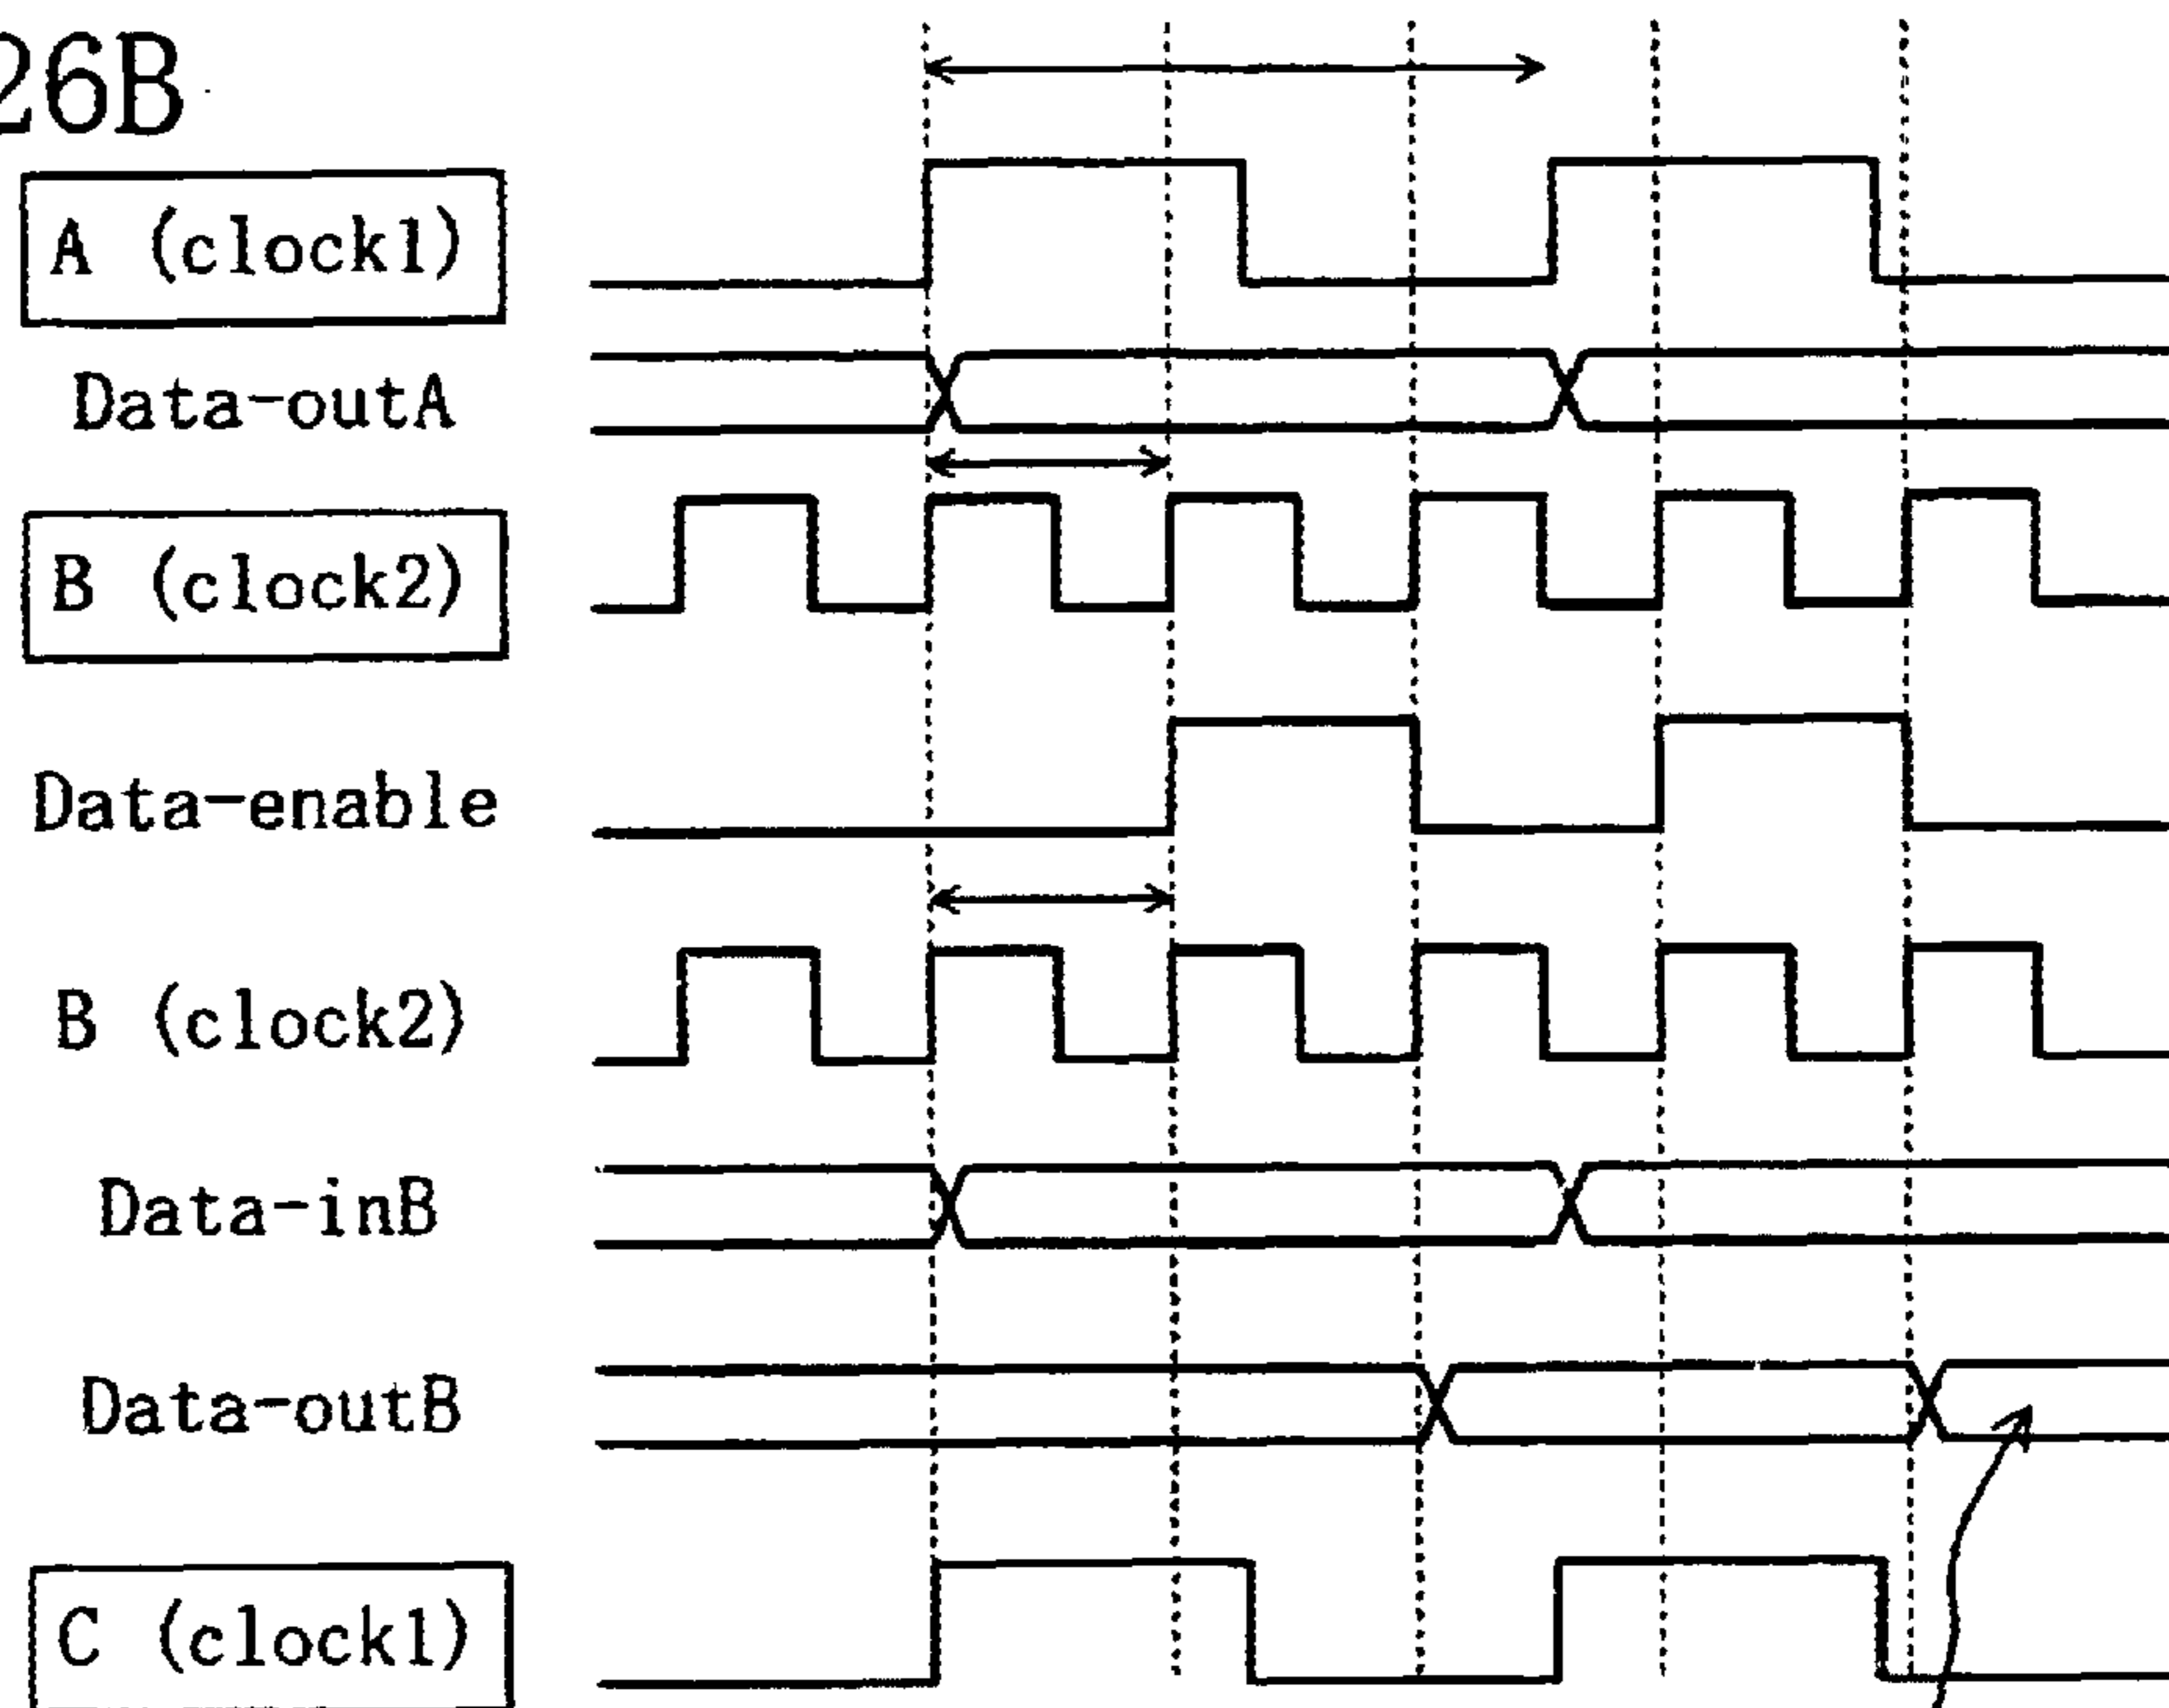 26B
A (clock1)
Data-outA
B (clock2)
Data-enable
B (clock2)
Data-inB
Data-outB
C (clock1)